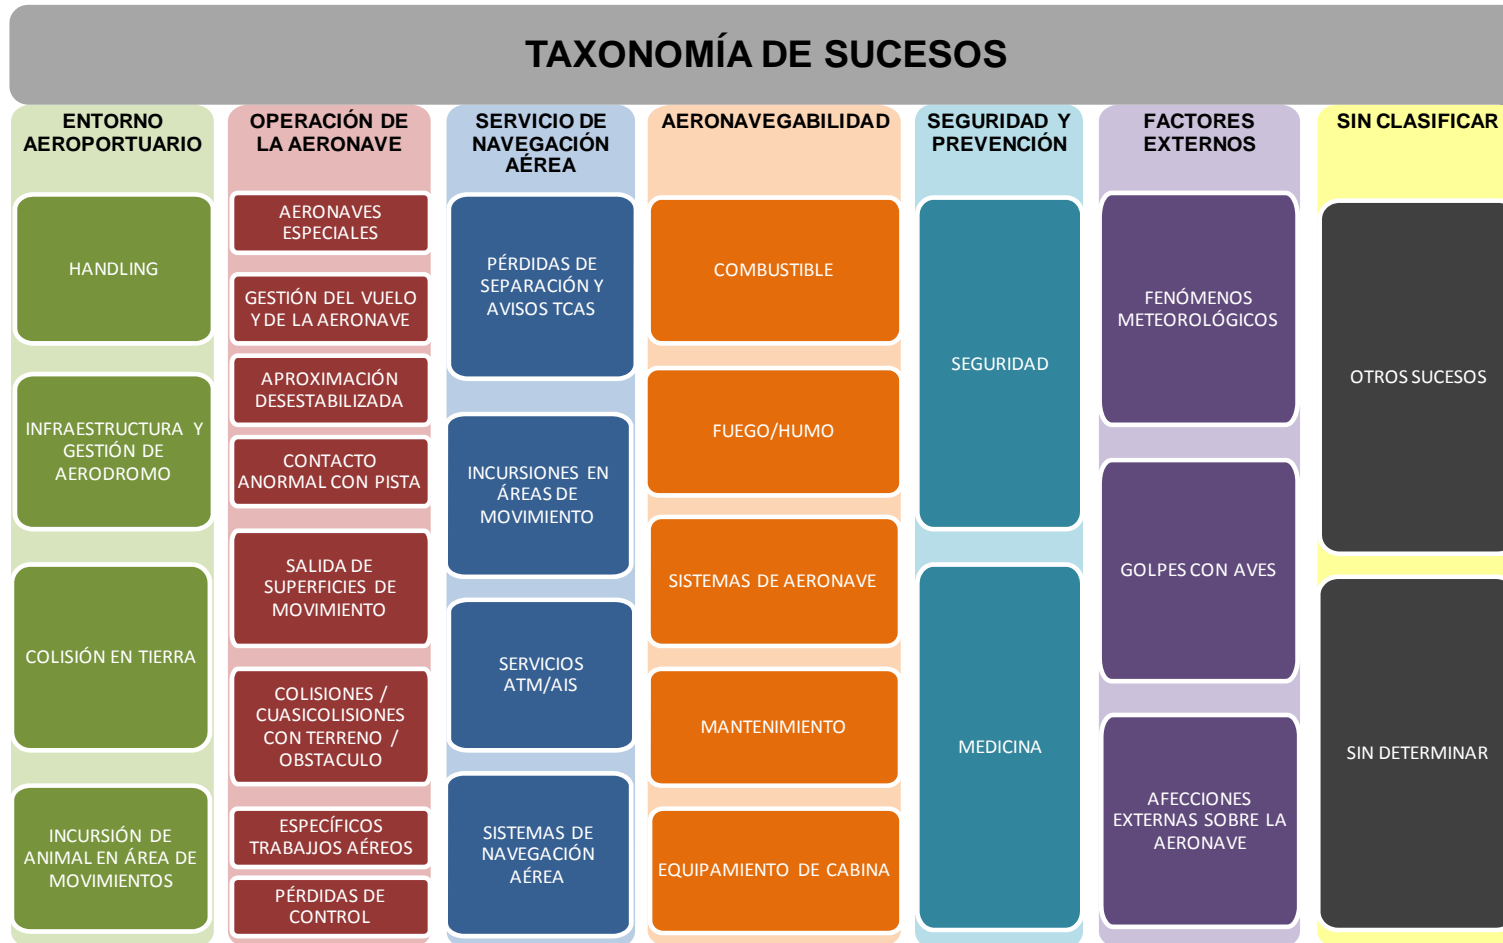 TAXONOMÍA DE SUCESOS
ENTORNO
AEROPORTUARIO
HANDLING
INFRAESTRUCTURA Y
GESTIÓN DE
AERODROMO
COLISIÓN EN TIERRA
INCURSIÓN DE
ANIMAL EN ÁREA DE
MOVIMIENTOS
OPERACIÓN DE
LA AERONAVE
AERONAVES
ESPECIALES
GESTIÓN DEL VUELO
Y DE LA AERONAVE
APROXIMACIÓN
DESESTABILIZADA
CONTACTO
ANORMAL CON PISTA
SALIDA DE
SUPERFICIES DE
MOVIMIENTO
COLISIONES /
CUASICOLISIONES
CON TERRENO /
OBSTACULO
ESPECÍFICOS
TRABAJJOS AÉREOS
PÉRDIDAS DE
CONTROL
SERVICIO DE
NAVEGACIÓN
AÉREA
PÉRDIDAS DE
SEPARACIÓN Y
AVISOS TCAS
INCURSIONES EN
ÁREAS DE
MOVIMIENTO
SERVICIOS
ATM/AIS
SISTEMAS DE
NAVEGACIÓN
AÉREA
AERONAVEGABILIDAD
COMBUSTIBLE
FUEGO/HUMO
SISTEMAS DE AERONAVE
MANTENIMIENTO
EQUIPAMIENTO DE CABINA
SEGURIDAD Y
PREVENCIÓN
SEGURIDAD
MEDICINA
FACTORES
EXTERNOS
FENÓMENOS
METEOROLÓGICOS
GOLPES CON AVES
AFECCIONES
EXTERNAS SOBRE LA
AERONAVE
SIN CLASIFICAR
OTROS SUCESOS
SIN DETERMINAR